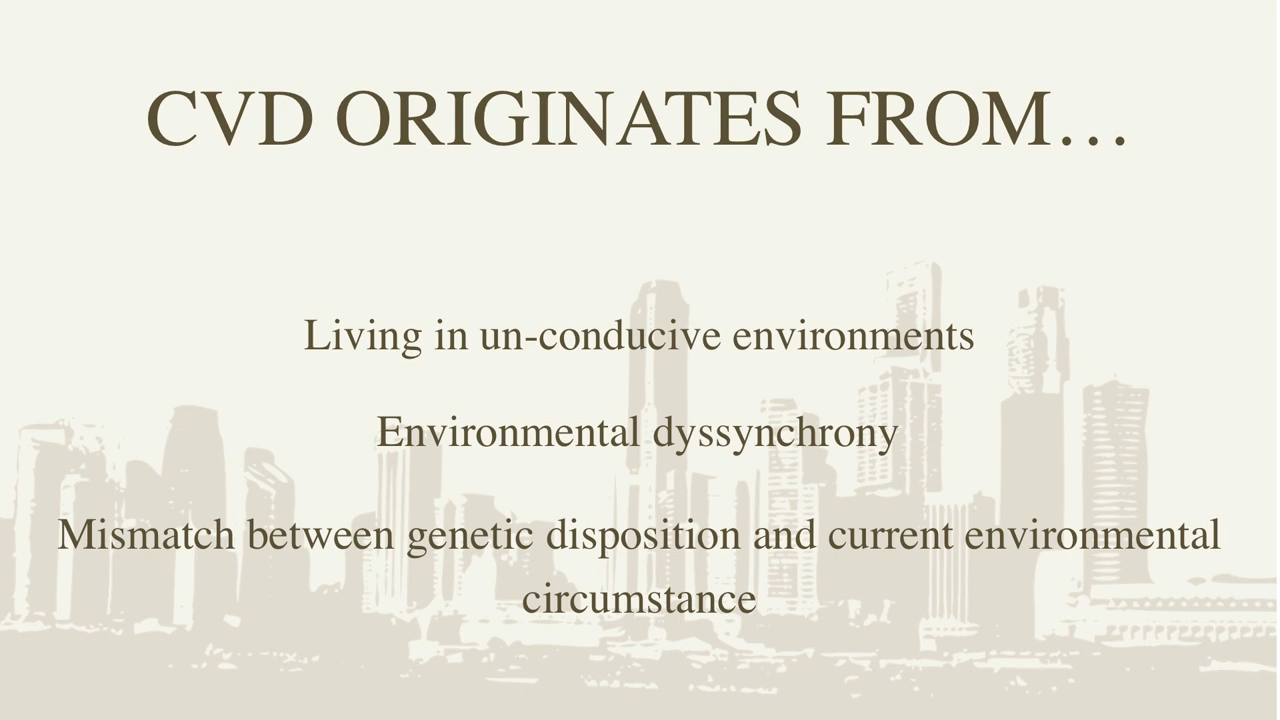 CVD ORIGINATES FROM…
Living in un-conducive environments
Environmental dyssynchrony
Mismatch between genetic disposition and current environmental
circumstance